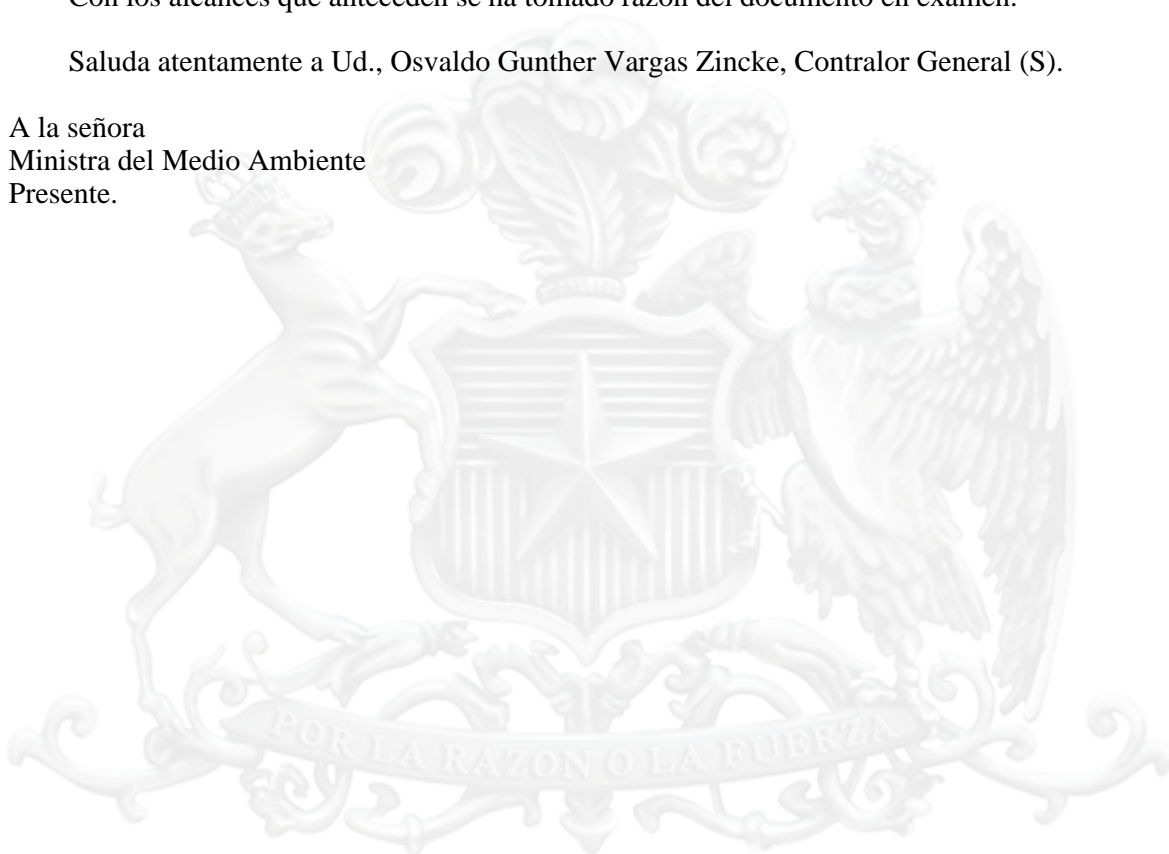 Con los alcances que anteceden se ha tomado razón del documento en examen.
Saluda atentamente a Ud., Osvaldo Gunther Vargas Zincke, Contralor General (S).
A la señora
Ministra del Medio Ambiente
Presente.
POR LA RAZON O LA FUERZA